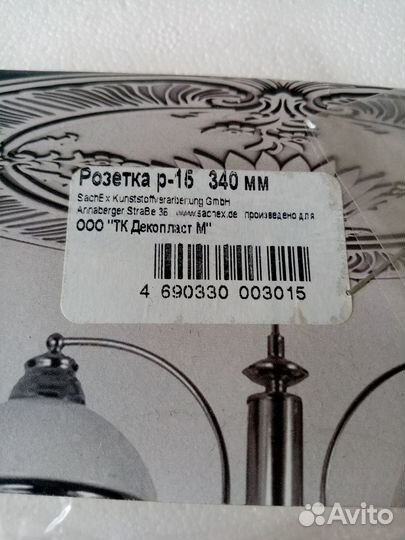 Розетка р-15 340 мм
SachEx Kunststoffverarbeitung GmbH
Annaberger StraBe 36 www.sachex.de произведено для
ООО "ТК Декопласт М"
4 690330 003015
Avito